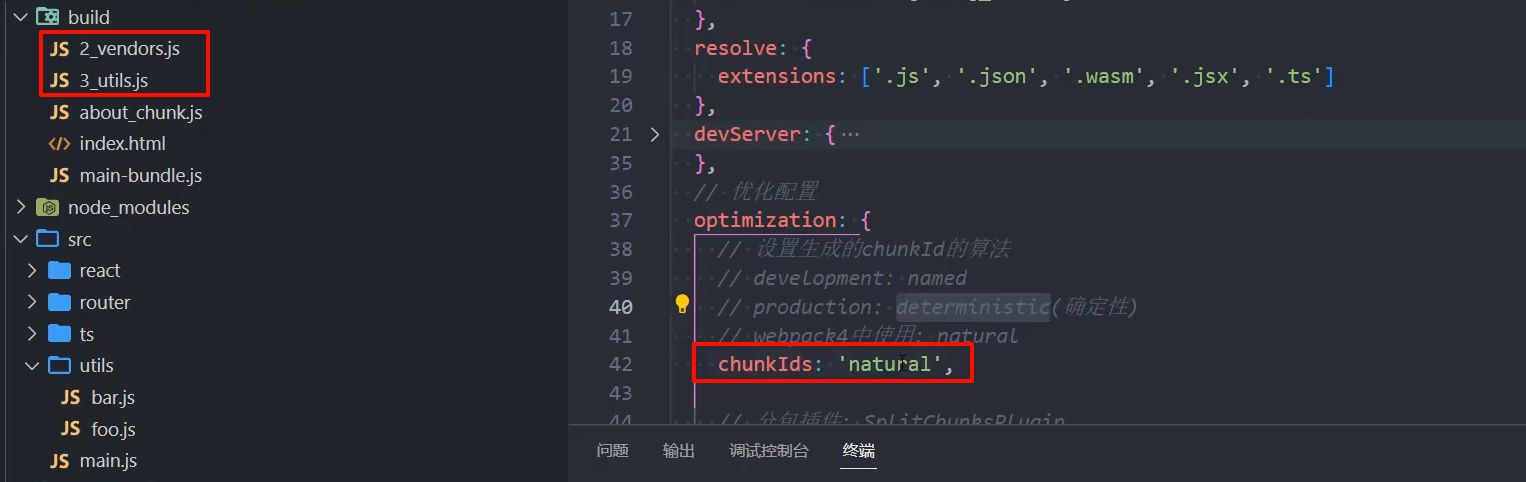 build
JS 2_vendors.js
JS 3_utils.js
JS about_chunk.js
</> index.html
JS main-bundle.js
node_modules
src
react
router
ts
utils
JS bar.js
JS foo.js
JS main.js
17 },
18 resolve: {
19 extensions: ['.js', '.json', '.wasm', '.jsx', '.ts']
20 },
21 devServer: {…
35 },
36 // 优化配置
37 optimization: {
38 // 设置生成的chunkId的算法
39 // development: named
40 // production: deterministic(确定性)
41 // webpack4中使用: natural
42 chunkIds: 'natural',
43
44 // 分包插件: SplitChunksPlugin
问题 输出 调试控制台 终端